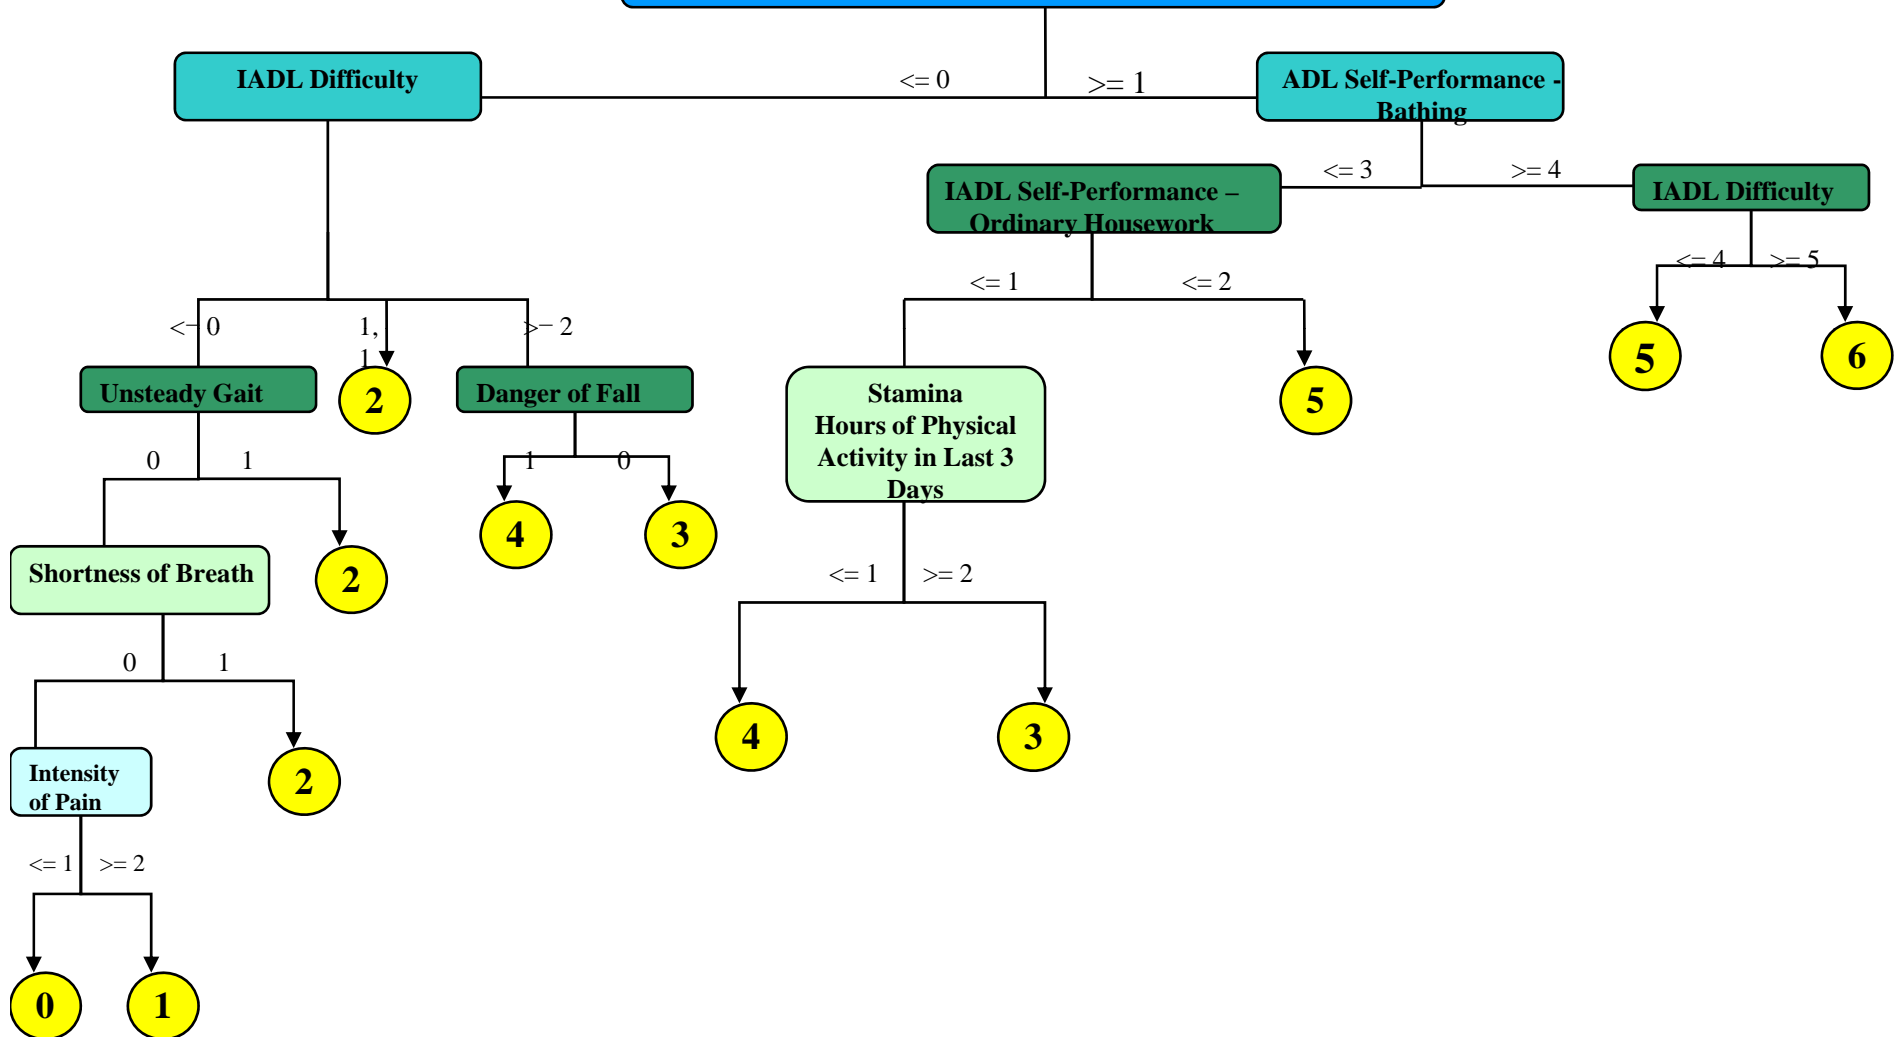 IADL Difficulty
<= 0
>= 1
ADL Self-Performance -
Bathing
<= 3
>= 4
IADL Self-Performance –
Ordinary Housework
IADL Difficulty
<= 4
>= 5
<= 1
<= 2
<= 0
1,
1
>= 2
5
6
Unsteady Gait
2
Danger of Fall
Stamina
Hours of Physical
Activity in Last 3
Days
5
0
1
1
0
4
3
Shortness of Breath
2
<= 1
>= 2
0
1
4
3
Intensity
of Pain
2
<= 1
>= 2
0
1